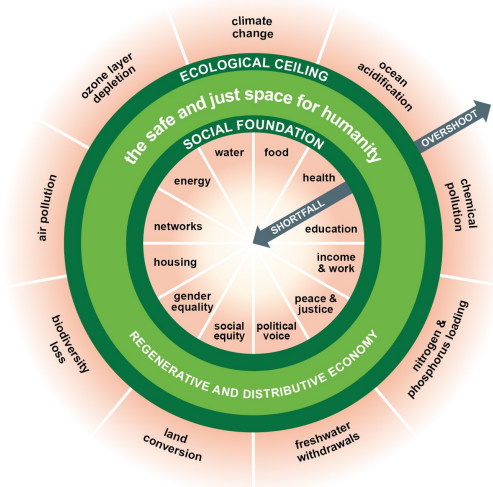 climate
change
ozone layer
depletion
ocean
acidification
ECOLOGICAL CEILING
the safe and just space for humanity
OVERSHOOT
SOCIAL FOUNDATION
water
food
energy
health
air pollution
chemical
pollution
SHORTFALL
networks
education
housing
income
& work
gender
equality
peace &
justice
social
equity
political
voice
biodiversity
loss
nitrogen &
phosphorus loading
REGENERATIVE AND DISTRIBUTIVE ECONOMY
land
conversion
freshwater
withdrawals